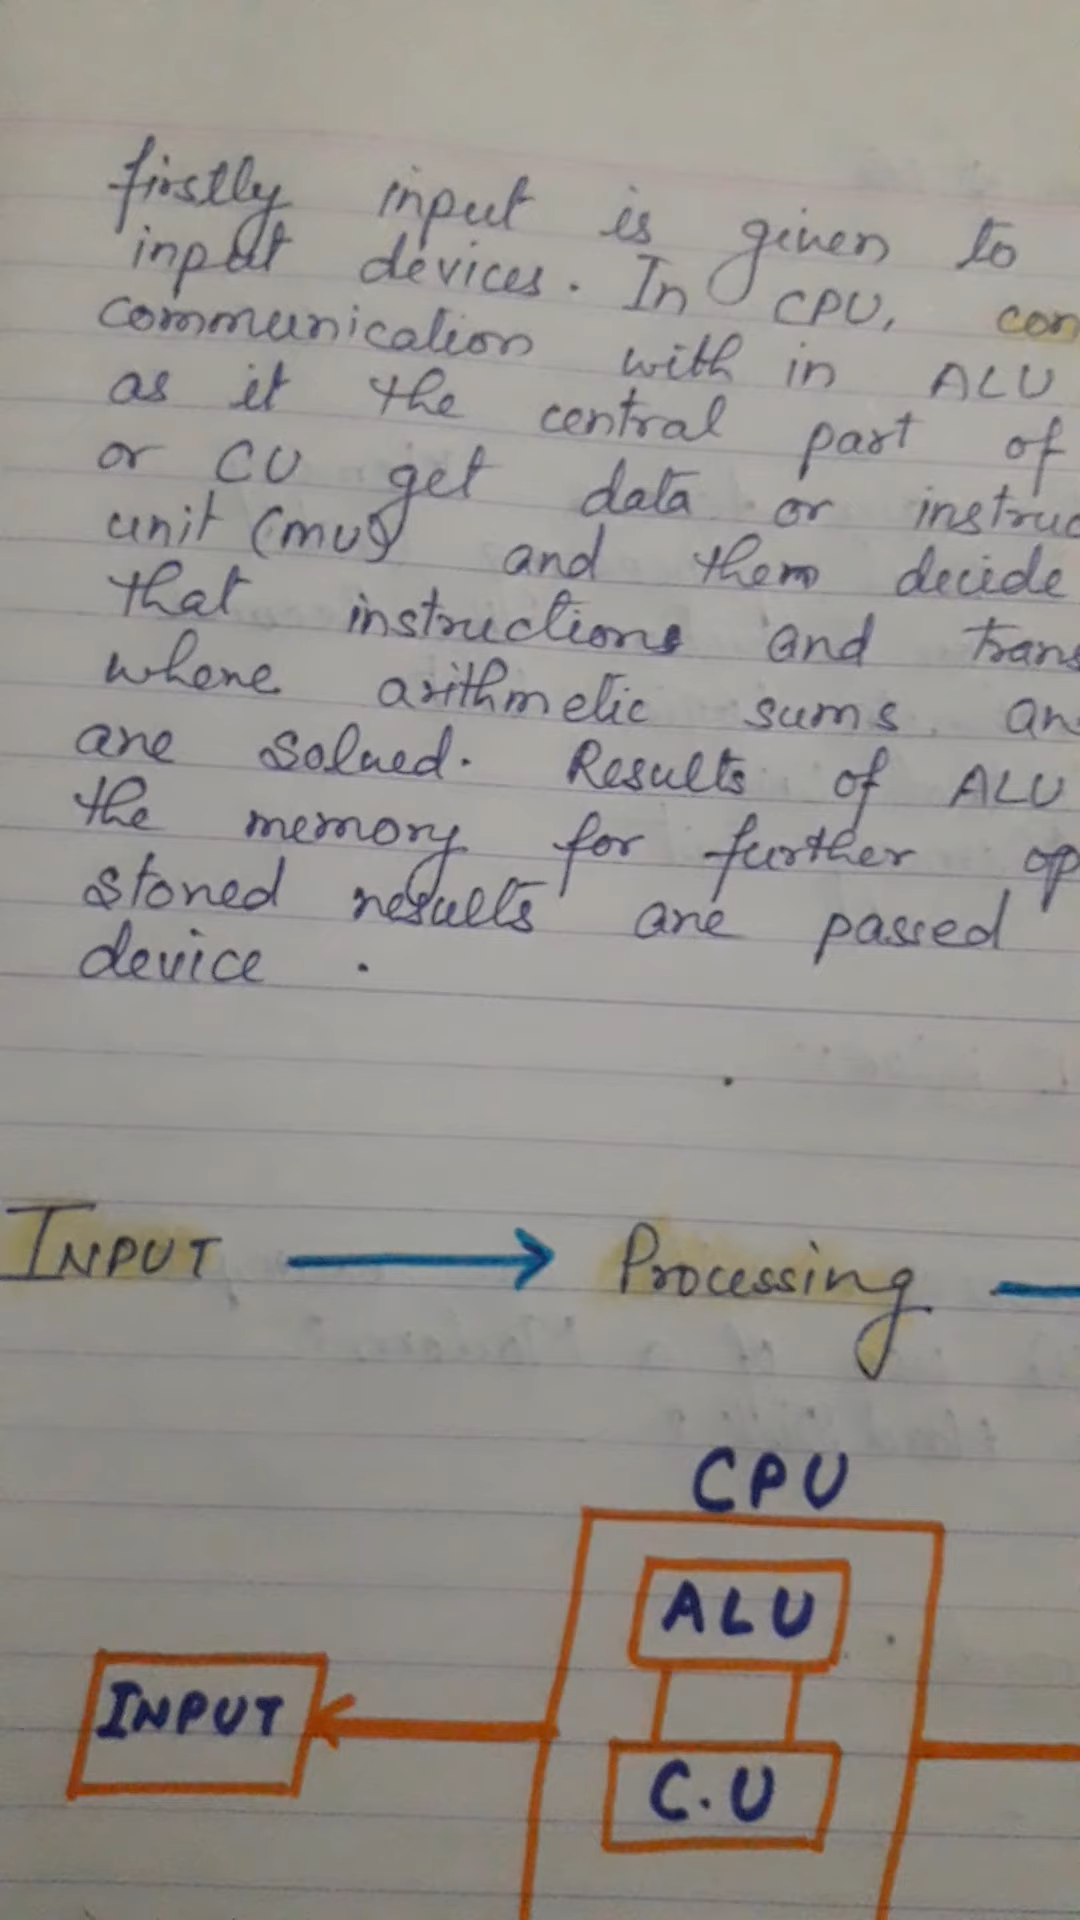 firstly input is given to
input devices. In CPU, con
communication with in ALU
as it the central part of
or CU get data or instruc
unit (MU) and them decide
that instructions and trans
where arithmetic sums an
are solved. Results of ALU
the memory for further op
stored results are passed
device .
INPUT → Processing
CPU
ALU
INPUT
C.U